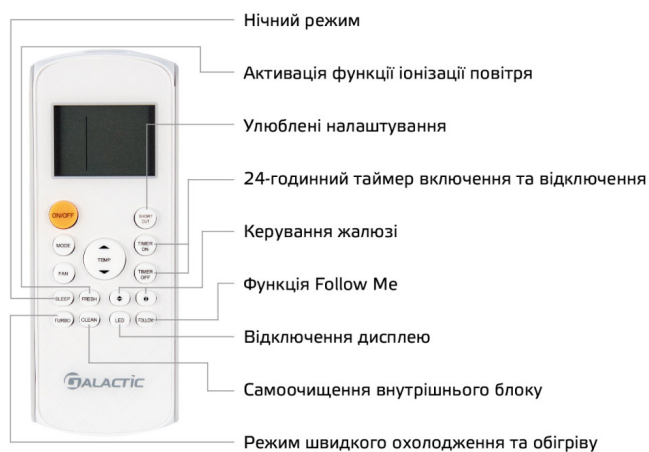 Нічний режим
Активація функції іонізації повітря
Улюблені налаштування
24-годинний таймер включення та відключення
Керування жалюзі
Функція Follow Me
Відключення дисплею
Самоочищення внутрішнього блоку
Режим швидкого охолодження та обігріву
ON/OFF
SHORT
CUT
MODE
TEMP
TIMER
ON
FAN
TIMER
OFF
SLEEP
FRESH
TURBO
CLEAN
LED
FOLLOW
GALACTIC